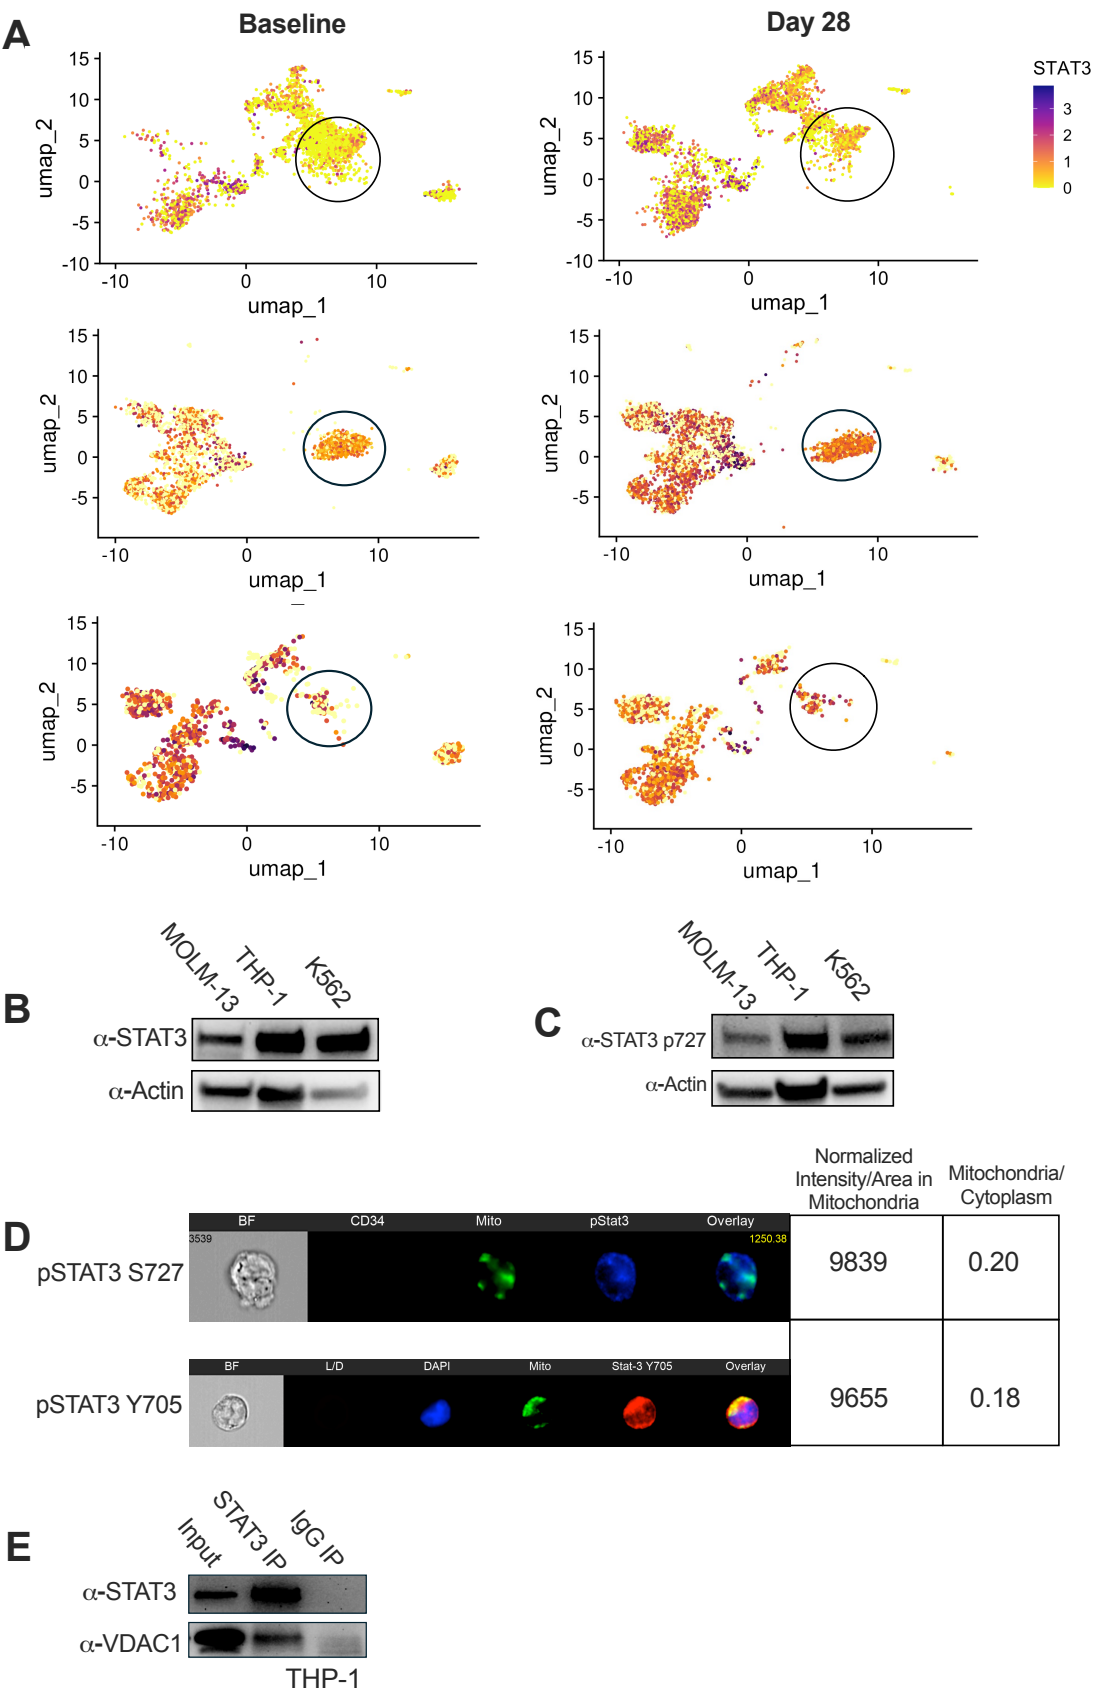 A
Baseline
Day 28
STAT3
3
2
1
0
15
10
5
0
-5
-10
umap_2
-10
0
10
umap_1
15
10
5
0
-5
-10
umap_2
-10
0
10
umap_1
15
10
5
0
-5
umap_2
-10
0
10
umap_1
15
10
5
0
-5
umap_2
-10
0
10
umap_1
15
10
5
0
-5
umap_2
-10
0
10
umap_1
15
10
5
0
-5
umap_2
-10
0
10
umap_1
B
MOLM-13
THP-1
K562
α-STAT3
α-Actin
C
MOLM-13
THP-1
K562
α-STAT3 p727
α-Actin
Normalized
Intensity/Area in
Mitochondria
Mitochondria/
Cytoplasm
D
BF CD34 Mito pStat3 Overlay
3539
1250.38
pSTAT3 S727
9839
0.20
BF L/D DAPI Mito Stat-3 Y705 Overlay
pSTAT3 Y705
9655
0.18
E
Input
STAT3 IP
IgG IP
α-STAT3
α-VDAC1
THP-1